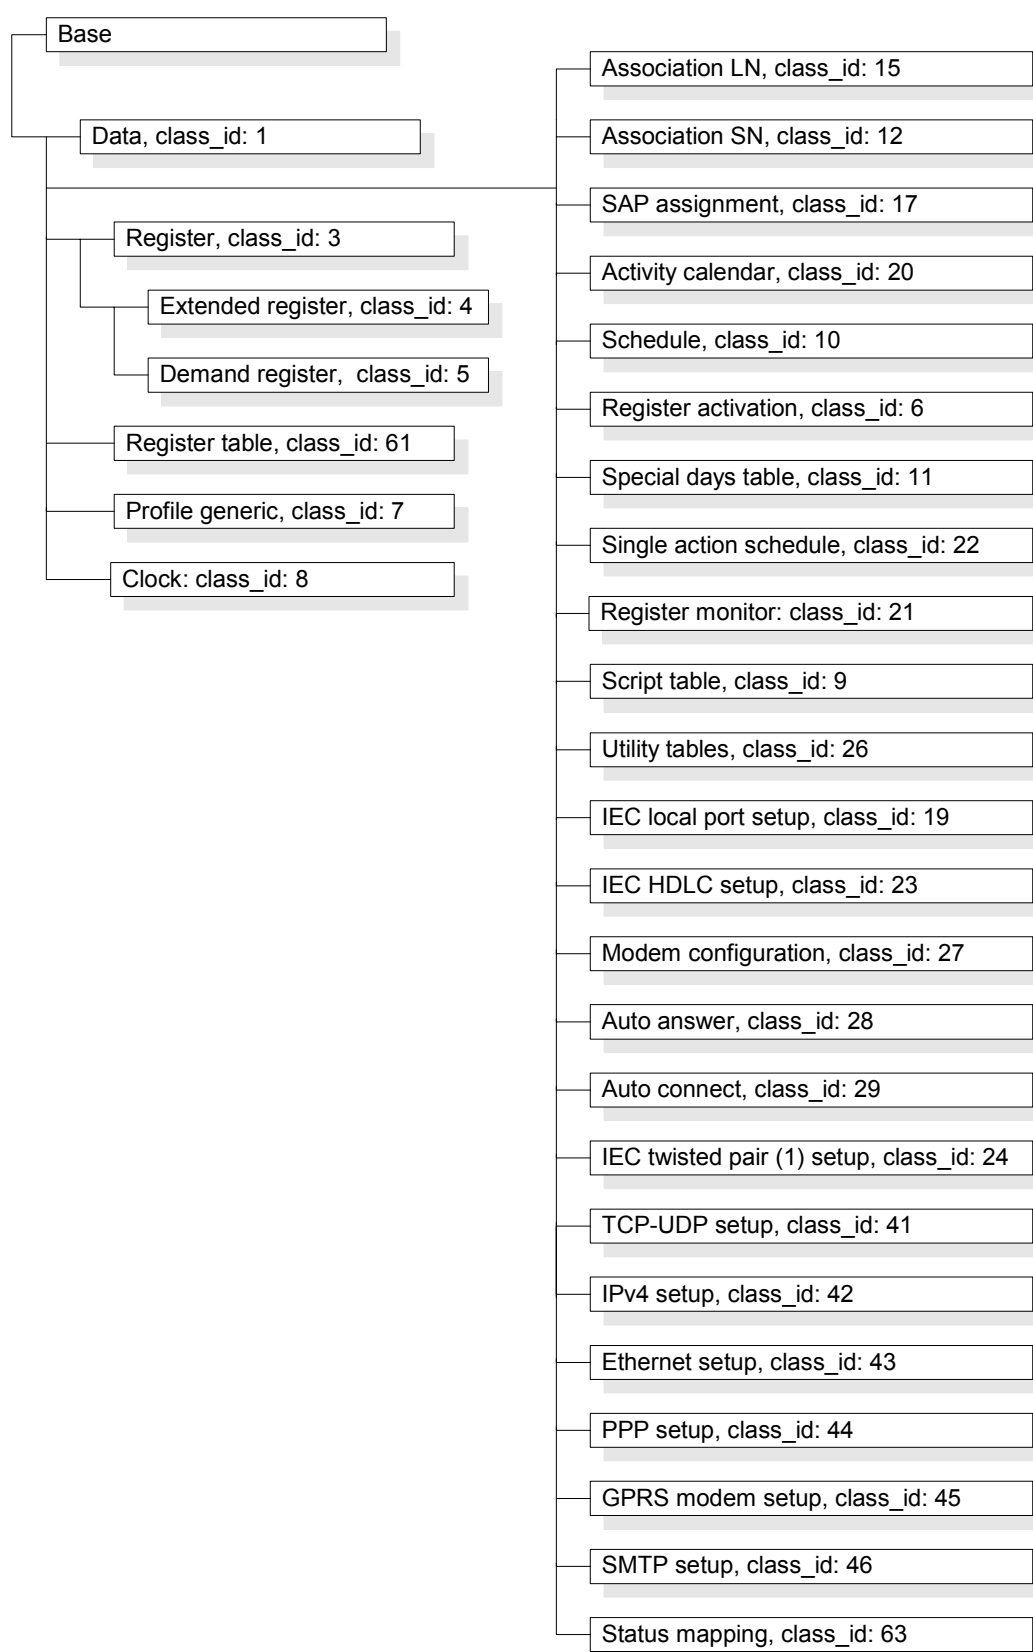 Base
Data, class_id: 1
Register, class_id: 3
Extended register, class_id: 4
Demand register,  class_id: 5
Register table, class_id: 61
Profile generic, class_id: 7
Clock: class_id: 8
Association LN, class_id: 15
Association SN, class_id: 12
SAP assignment, class_id: 17
Activity calendar, class_id: 20
Schedule, class_id: 10
Register activation, class_id: 6
Special days table, class_id: 11
Single action schedule, class_id: 22
Register monitor: class_id: 21
Script table, class_id: 9
Utility tables, class_id: 26
IEC local port setup, class_id: 19
IEC HDLC setup, class_id: 23
Modem configuration, class_id: 27
Auto answer, class_id: 28
Auto connect, class_id: 29
IEC twisted pair (1) setup, class_id: 24
TCP-UDP setup, class_id: 41
IPv4 setup, class_id: 42
Ethernet setup, class_id: 43
PPP setup, class_id: 44
GPRS modem setup, class_id: 45
SMTP setup, class_id: 46
Status mapping, class_id: 63